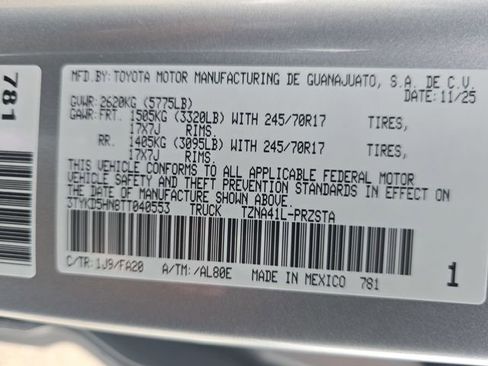 781
MFD.BY: TOYOTA MOTOR MANUFACTURING DE GUANAJUATO, S.A. DE C.V.
DATE: 11/25
GVWR: 2620KG (5775LB)
GAWR: FRT. 1505KG (3320LB) WITH 245/70R17 TIRES,
17X7J RIMS.
RR. 1405KG (3095LB) WITH 245/70R17 TIRES,
17X7J RIMS.
THIS VEHICLE CONFORMS TO ALL APPLICABLE FEDERAL MOTOR
VEHICLE SAFETY AND THEFT PREVENTION STANDARDS IN EFFECT
ON THE DATE OF MANUFACTURE SHOWN ABOVE.
3TYKD5HN8TT040553 TRUCK TZNA41L-PRZSTA
C/TR: 1J9/FA20 A/TM: /AL80E MADE IN MEXICO 781
1